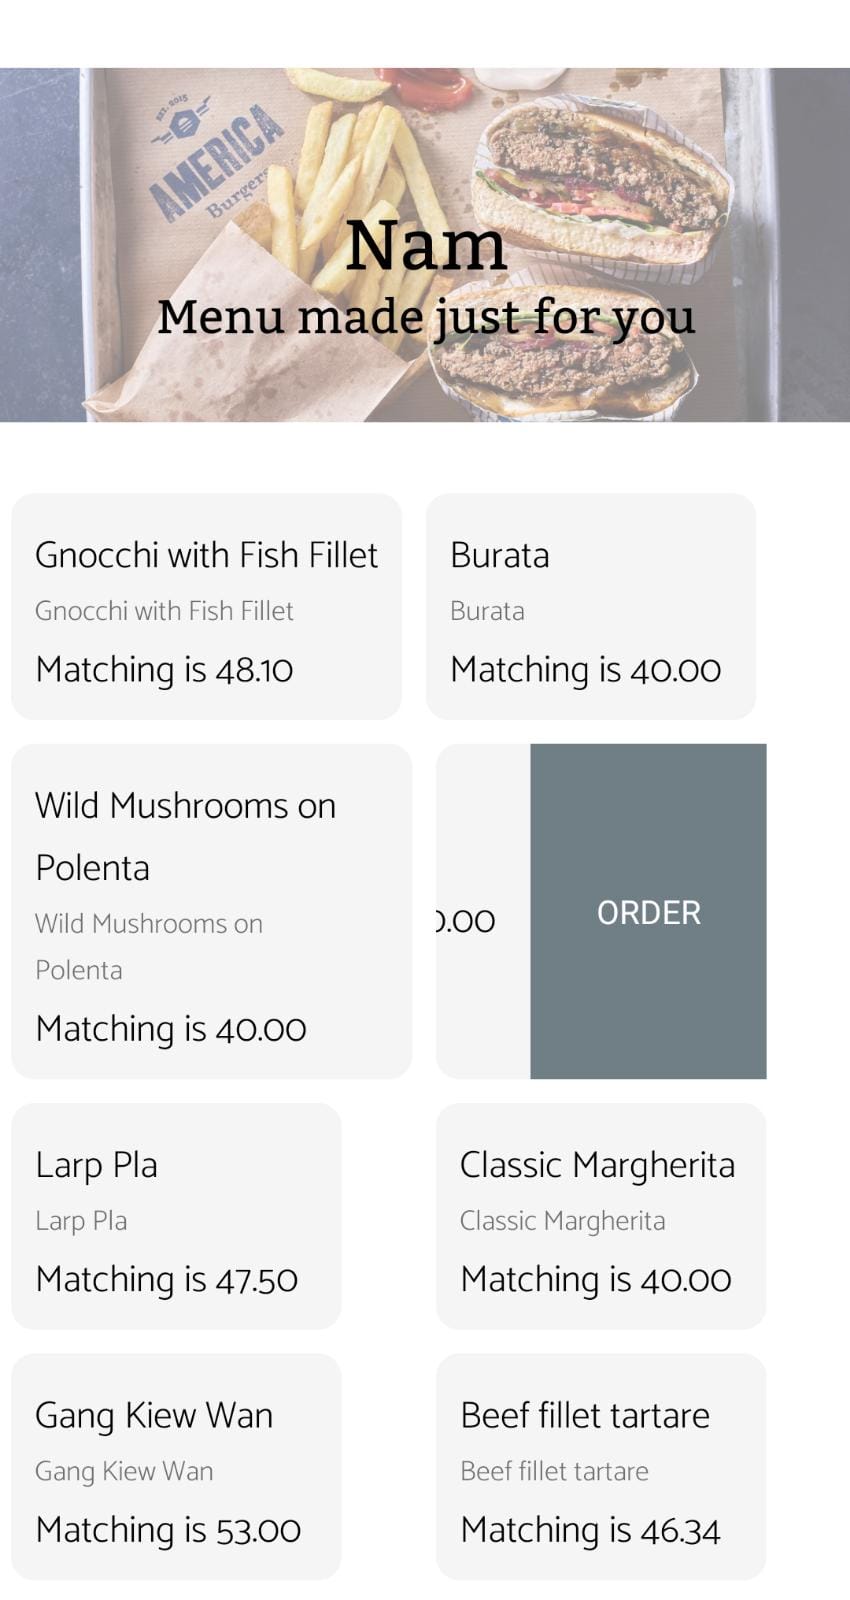 EST. 2015
AMERICA
Burgers
Nam
Menu made just for you
Gnocchi with Fish Fillet
Gnocchi with Fish Fillet
Matching is 48.10
Burata
Burata
Matching is 40.00
Wild Mushrooms on
Polenta
Wild Mushrooms on
Polenta
Matching is 40.00
0.00
ORDER
Larp Pla
Larp Pla
Matching is 47.50
Classic Margherita
Classic Margherita
Matching is 40.00
Gang Kiew Wan
Gang Kiew Wan
Matching is 53.00
Beef fillet tartare
Beef fillet tartare
Matching is 46.34